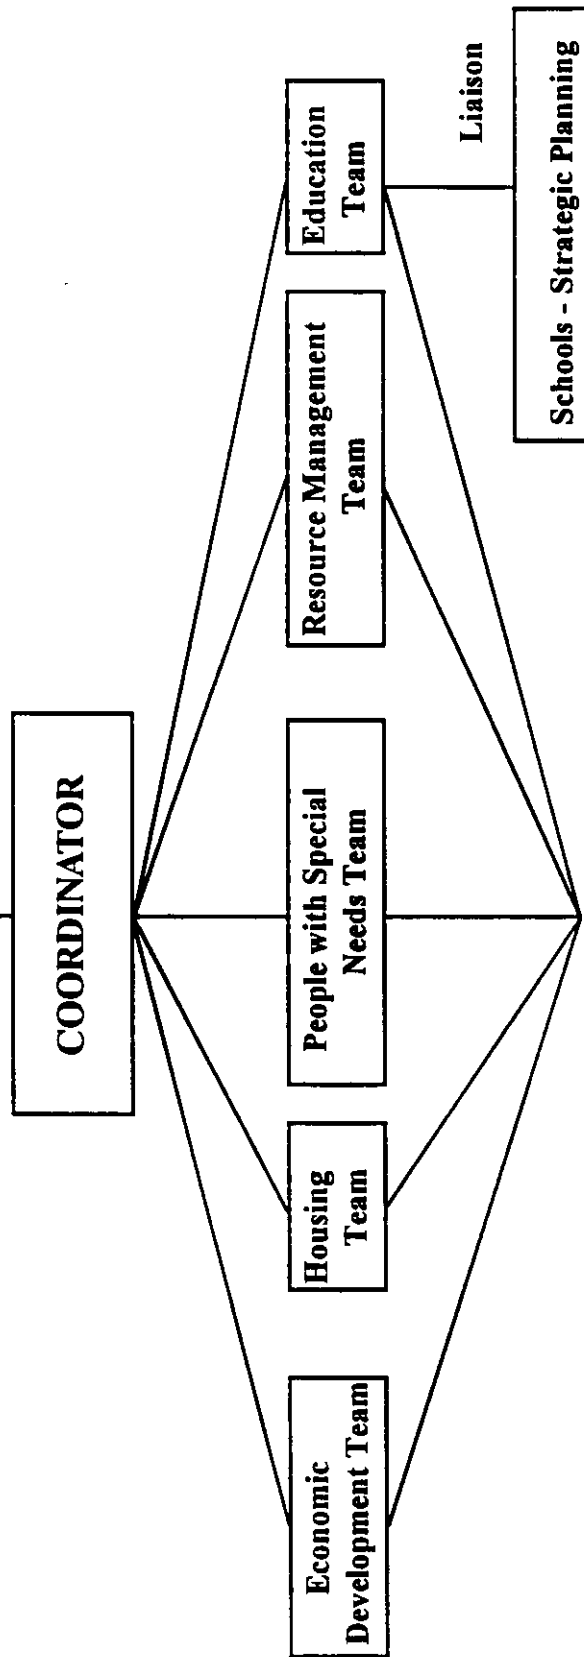 COORDINATOR
Economic
Development Team
Housing
Team
People with Special
Needs Team
Resource Management
Team
Education
Team
Liaison
Schools - Strategic Planning